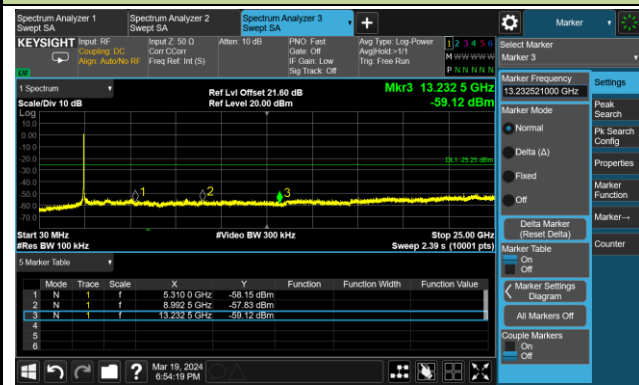 Spectrum Analyzer 1
Swept SA
Spectrum Analyzer 2
Swept SA
Spectrum Analyzer 3
Swept SA
Marker
KEYSIGHT
Input: RF
Coupling: DC
Align: Auto/No RF
Input Z: 50 Ω
Corr CCorr
Freq Ref: Int (S)
Atten: 10 dB
PNO: Fast
Gate: Off
IF Gain: Low
Sig Track: Off
Avg Type: Log-Power
Avg|Hold:>1/1
Trig: Free Run
1 2 3 4 5 6
M W W W W W
P N N N N N
LW
1 Spectrum
Scale/Div 10 dB
Ref Lvl Offset 21.60 dB
Ref Level 20.00 dBm
Mkr3 13.232 5 GHz
-59.12 dBm
Log
10.0
0.00
-10.0
-20.0
-30.0
-40.0
-50.0
-60.0
-70.0
DL1 -25.25 dBm
1
2
3
Start 30 MHz
#Res BW 100 kHz
#Video BW 300 kHz
Stop 25.00 GHz
Sweep 2.39 s (10001 pts)
5 Marker Table
Mode Trace Scale X Y Function Function Width Function Value
1 N 1 f 5.310 0 GHz -58.15 dBm
2 N 1 f 8.992 5 GHz -57.83 dBm
3 N 1 f 13.232 5 GHz -59.12 dBm
4
5
6
Select Marker
Marker 3
Marker Frequency
13.232521000 GHz
Marker Mode
Normal
Delta (Δ)
Fixed
Off
Delta Marker
(Reset Delta)
Marker Table
On
Off
Marker Settings
Diagram
All Markers Off
Couple Markers
On
Off
Settings
Peak
Search
Pk Search
Config
Properties
Marker
Function
Marker→
Counter
?
Mar 19, 2024
6:54:19 PM